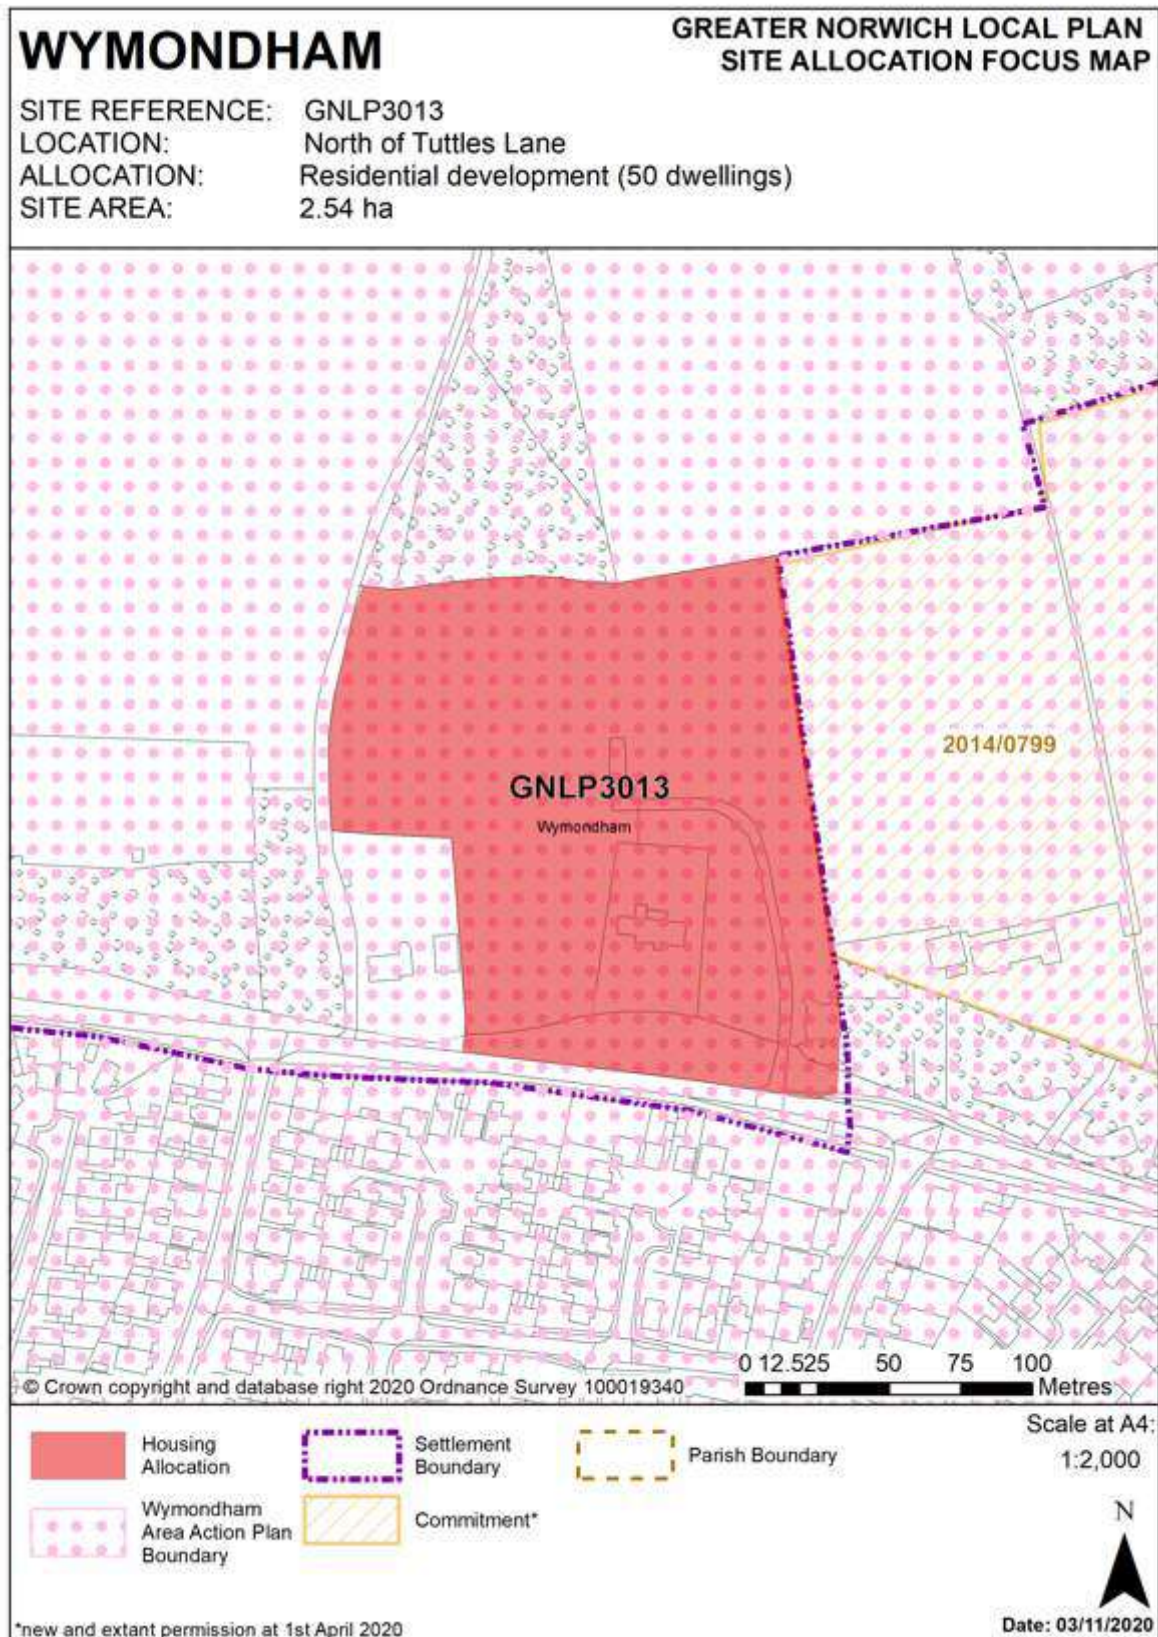 WYMONDHAM
GREATER NORWICH LOCAL PLAN
SITE ALLOCATION FOCUS MAP
SITE REFERENCE: GNLP3013
LOCATION: North of Tuttles Lane
ALLOCATION: Residential development (50 dwellings)
SITE AREA: 2.54 ha
2014/0799
GNLP3013
Wymondham
0 12.525 50 75 100
Metres
© Crown copyright and database right 2020 Ordnance Survey 100019340
Housing
Allocation
Settlement
Boundary
Parish Boundary
Scale at A4:
1:2,000
Wymondham
Area Action Plan
Boundary
Commitment*
N
*new and extant permission at 1st April 2020
Date: 03/11/2020